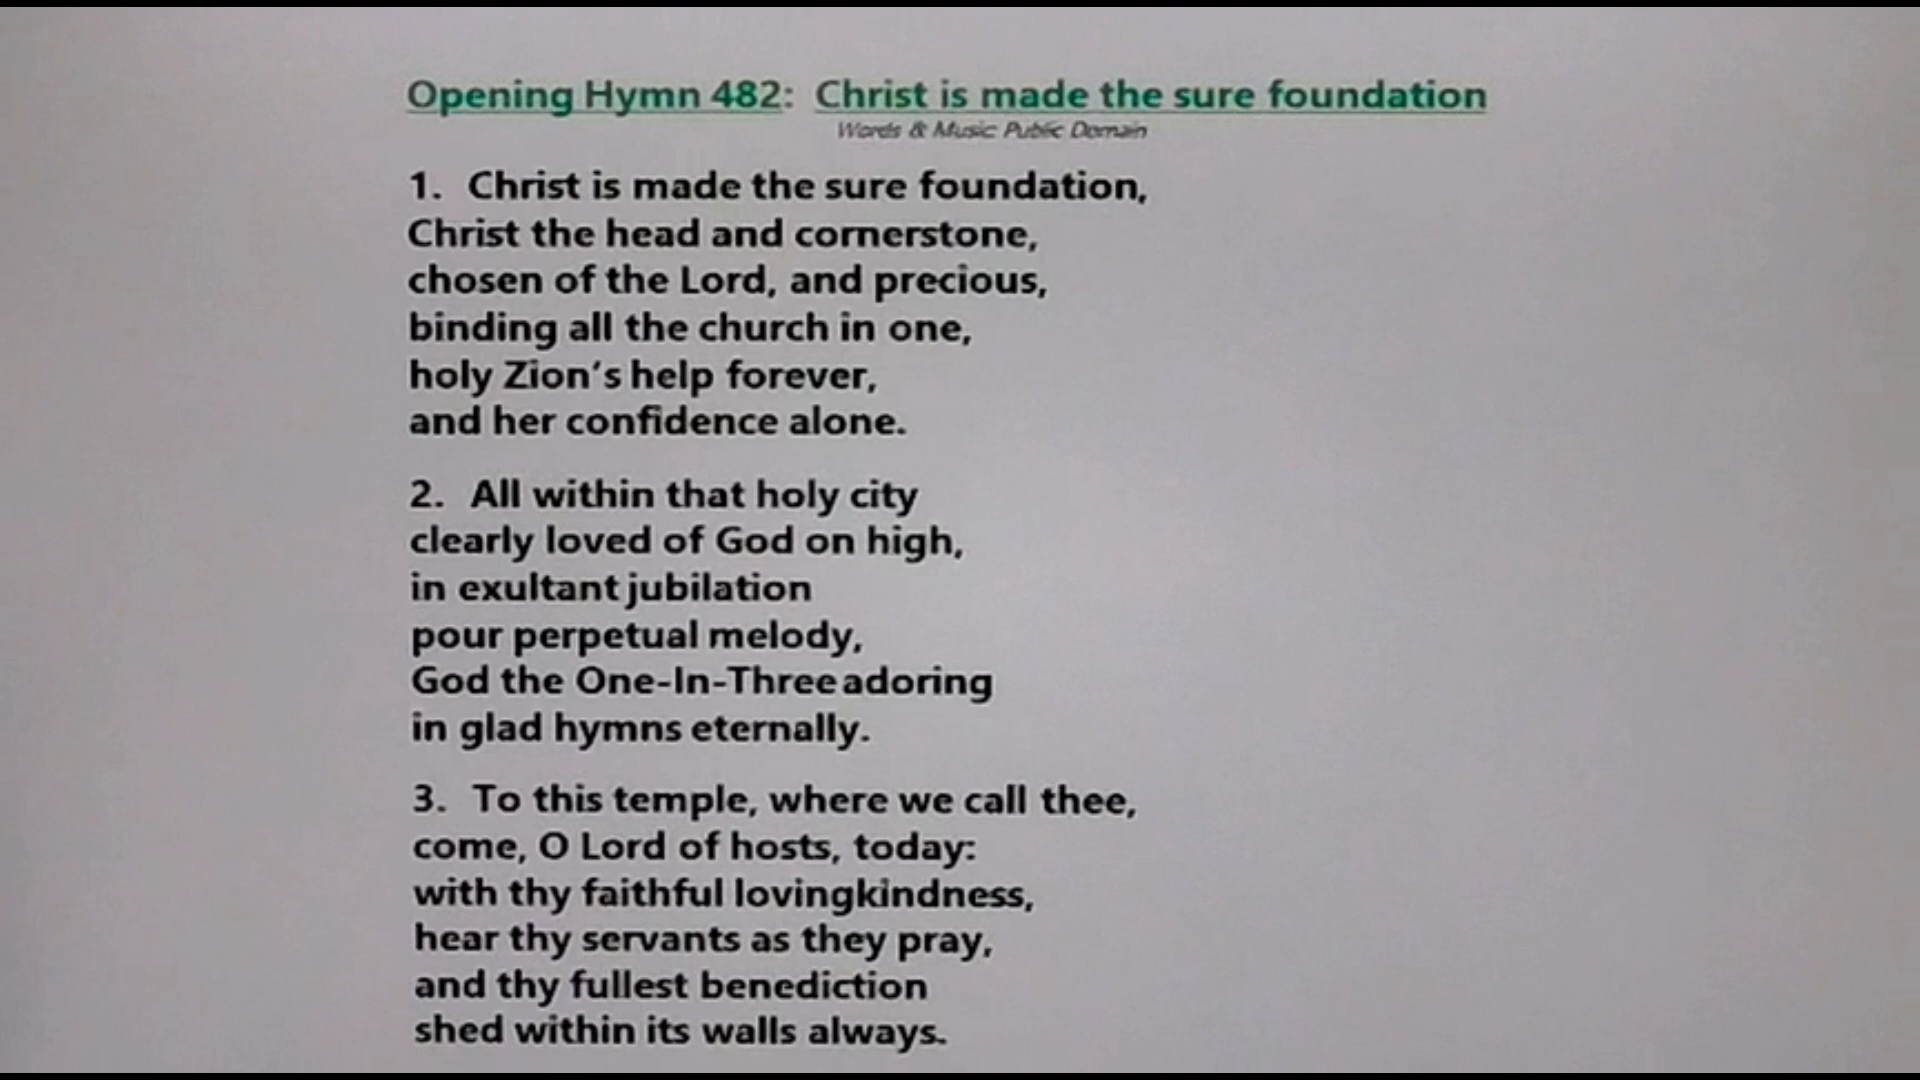 Opening Hymn 482: Christ is made the sure foundation
Words & Music Public Domain
1. Christ is made the sure foundation,
Christ the head and cornerstone,
chosen of the Lord, and precious,
binding all the church in one,
holy Zion's help forever,
and her confidence alone.
2. All within that holy city
clearly loved of God on high,
in exultant jubilation
pour perpetual melody,
God the One-In-Three adoring
in glad hymns eternally.
3. To this temple, where we call thee,
come, O Lord of hosts, today:
with thy faithful lovingkindness,
hear thy servants as they pray,
and thy fullest benediction
shed within its walls always.